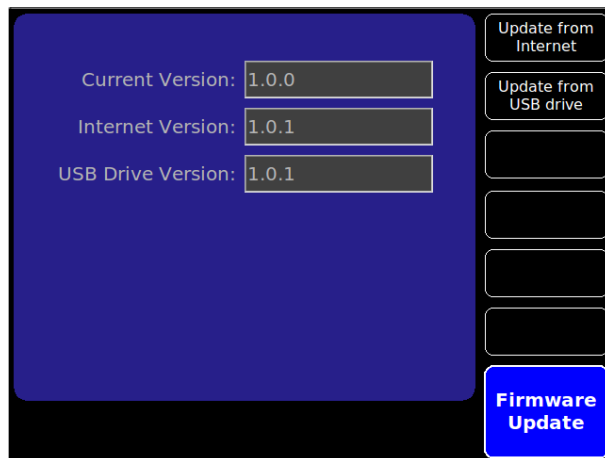 Current Version: 1.0.0
Internet Version: 1.0.1
USB Drive Version: 1.0.1
Update from
Internet
Update from
USB drive
Firmware
Update